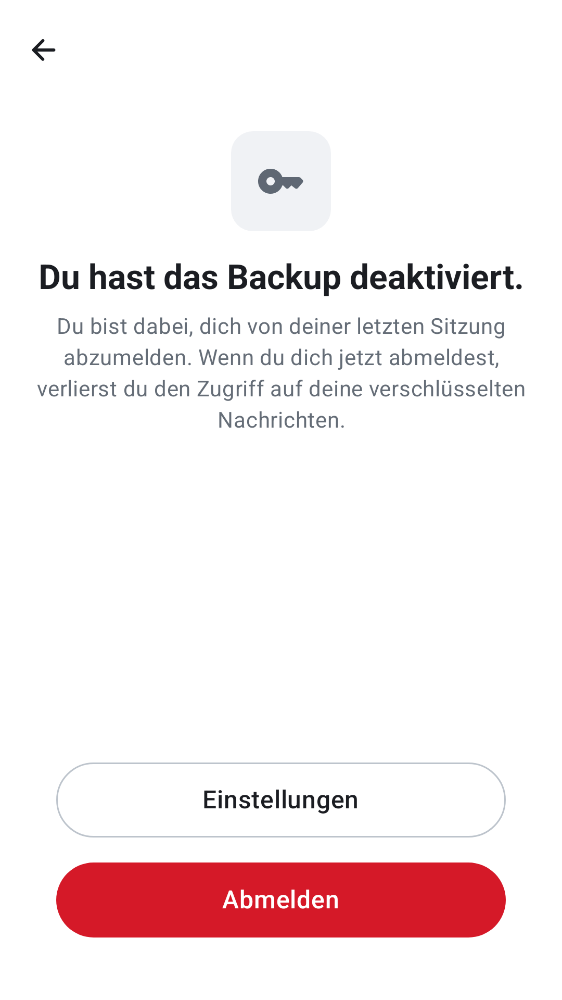 Du hast das Backup deaktiviert.
Du bist dabei, dich von deiner letzten Sitzung
abzumelden. Wenn du dich jetzt abmeldest,
verlierst du den Zugriff auf deine verschlüsselten
Nachrichten.
Einstellungen
Abmelden